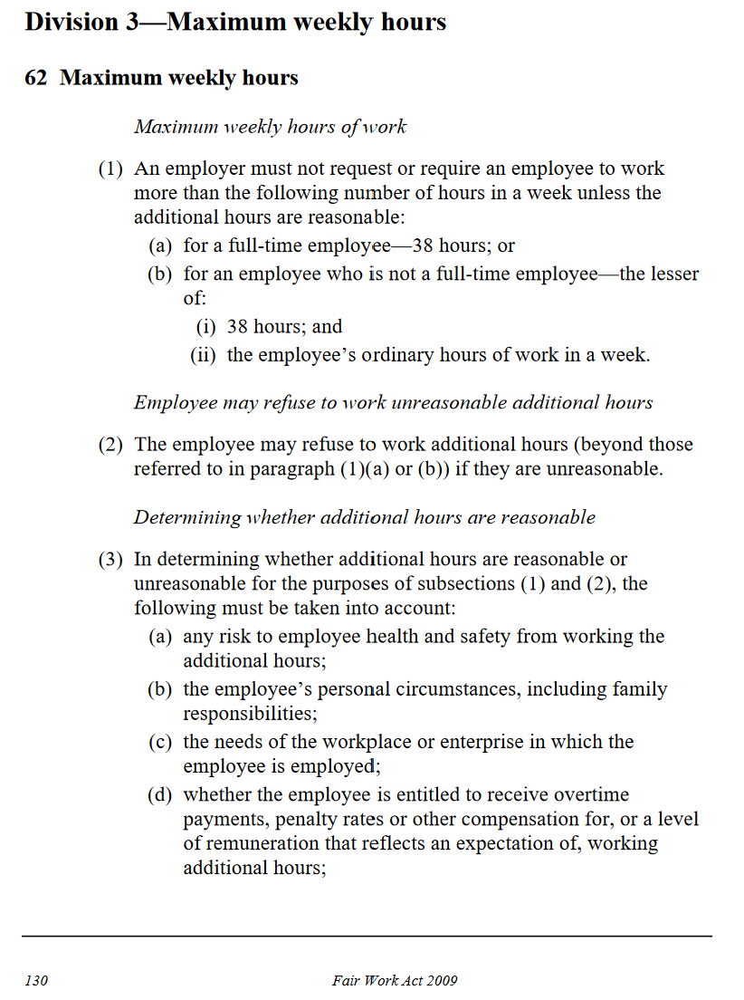 Division 3—Maximum weekly hours
62 Maximum weekly hours
Maximum weekly hours of work
(1) An employer must not request or require an employee to work
more than the following number of hours in a week unless the
additional hours are reasonable:
(a) for a full-time employee—38 hours; or
(b) for an employee who is not a full-time employee—the lesser
of:
(i) 38 hours; and
(ii) the employee’s ordinary hours of work in a week.
Employee may refuse to work unreasonable additional hours
(2) The employee may refuse to work additional hours (beyond those
referred to in paragraph (1)(a) or (b)) if they are unreasonable.
Determining whether additional hours are reasonable
(3) In determining whether additional hours are reasonable or
unreasonable for the purposes of subsections (1) and (2), the
following must be taken into account:
(a) any risk to employee health and safety from working the
additional hours;
(b) the employee’s personal circumstances, including family
responsibilities;
(c) the needs of the workplace or enterprise in which the
employee is employed;
(d) whether the employee is entitled to receive overtime
payments, penalty rates or other compensation for, or a level
of remuneration that reflects an expectation of, working
additional hours;
130 Fair Work Act 2009